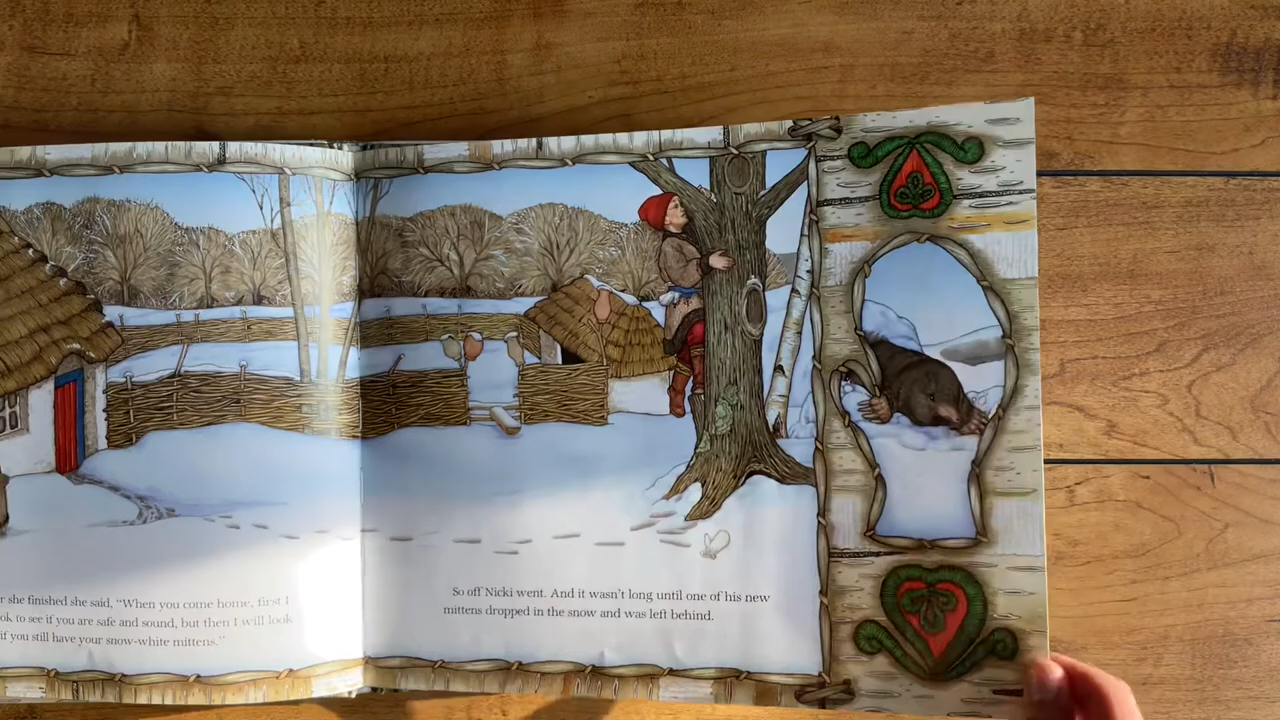 r she finished she said, "When you come home, first I
ok to see if you are safe and sound, but then I will look
if you still have your snow-white mittens."
So off Nicki went. And it wasn't long until one of his new
mittens dropped in the snow and was left behind.